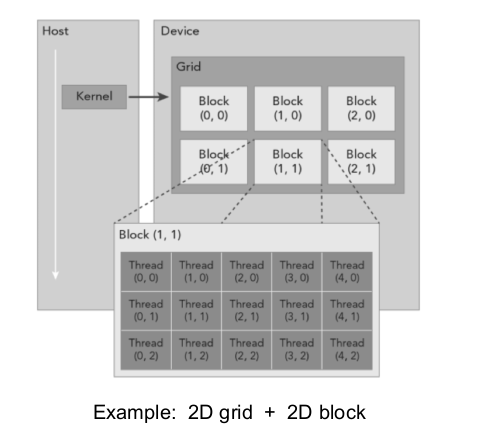 Host
Device
Grid
Kernel
Block
(0, 0)
Block
(1, 0)
Block
(2, 0)
Block
(0, 1)
Block
(1, 1)
Block
(2, 1)
Block (1, 1)
Thread
(0, 0)
Thread
(1, 0)
Thread
(2, 0)
Thread
(3, 0)
Thread
(4, 0)
Thread
(0, 1)
Thread
(1, 1)
Thread
(2, 1)
Thread
(3, 1)
Thread
(4, 1)
Thread
(0, 2)
Thread
(1, 2)
Thread
(2, 2)
Thread
(3, 2)
Thread
(4, 2)
Example: 2D grid + 2D block